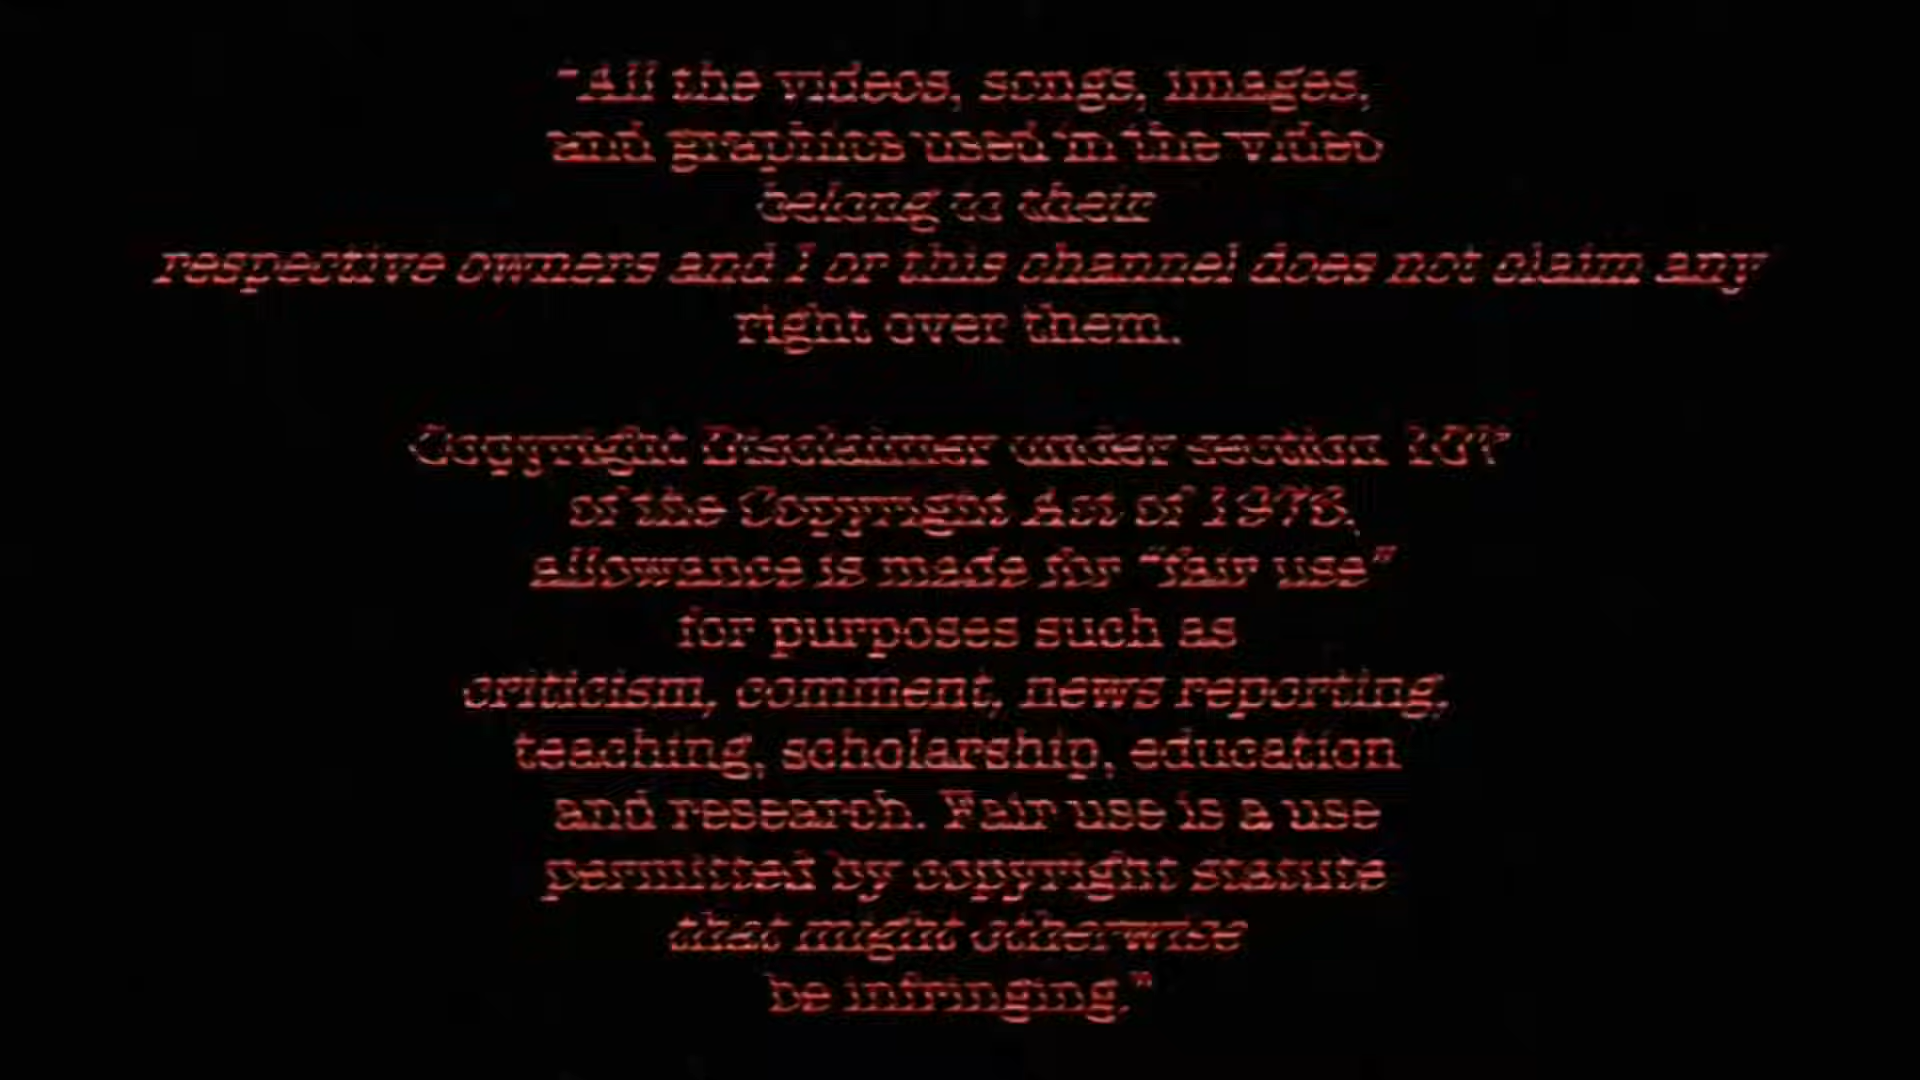 "All the videos, songs, images,
and graphics used in the video
belong to their
respective owners and I or this channel does not claim any
right over them.
Copyright Disclaimer under section 107
of the Copyright Act of 1976,
allowance is made for “fair use”
for purposes such as
criticism, comment, news reporting,
teaching, scholarship, education
and research. Fair use is a use
permitted by copyright statute
that might otherwise
be infringing.”